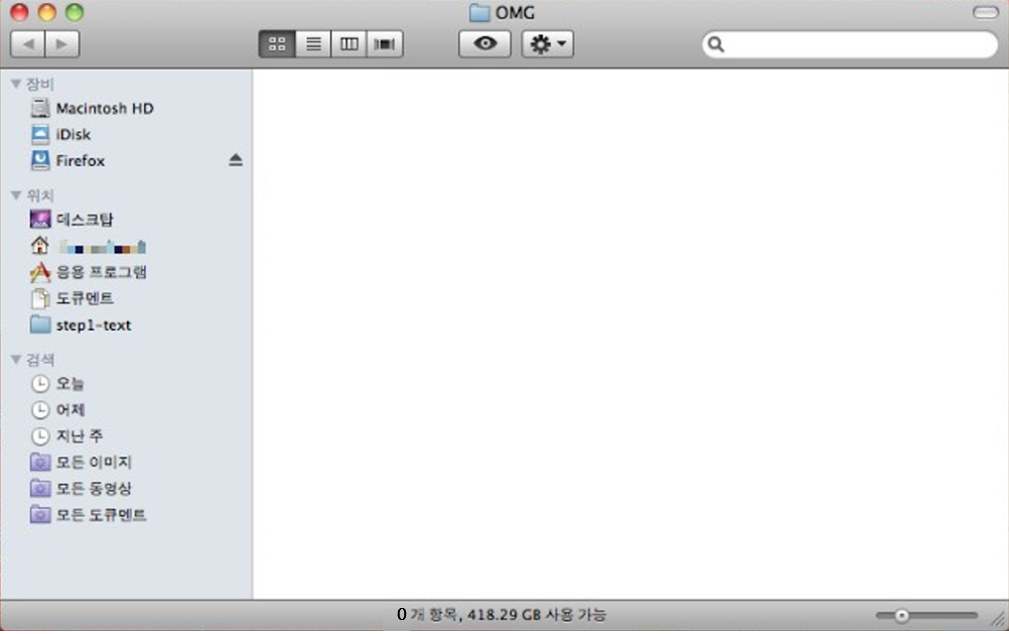 OMG
장비
Macintosh HD
iDisk
Firefox
위치
데스크탑
응용 프로그램
도큐멘트
step1-text
검색
오늘
어제
지난 주
모든 이미지
모든 동영상
모든 도큐멘트
0 개 항목, 418.29 GB 사용 가능